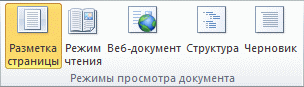 Разметка страницы
Режим чтения
Веб-документ
Структура
Черновик
Режимы просмотра документа